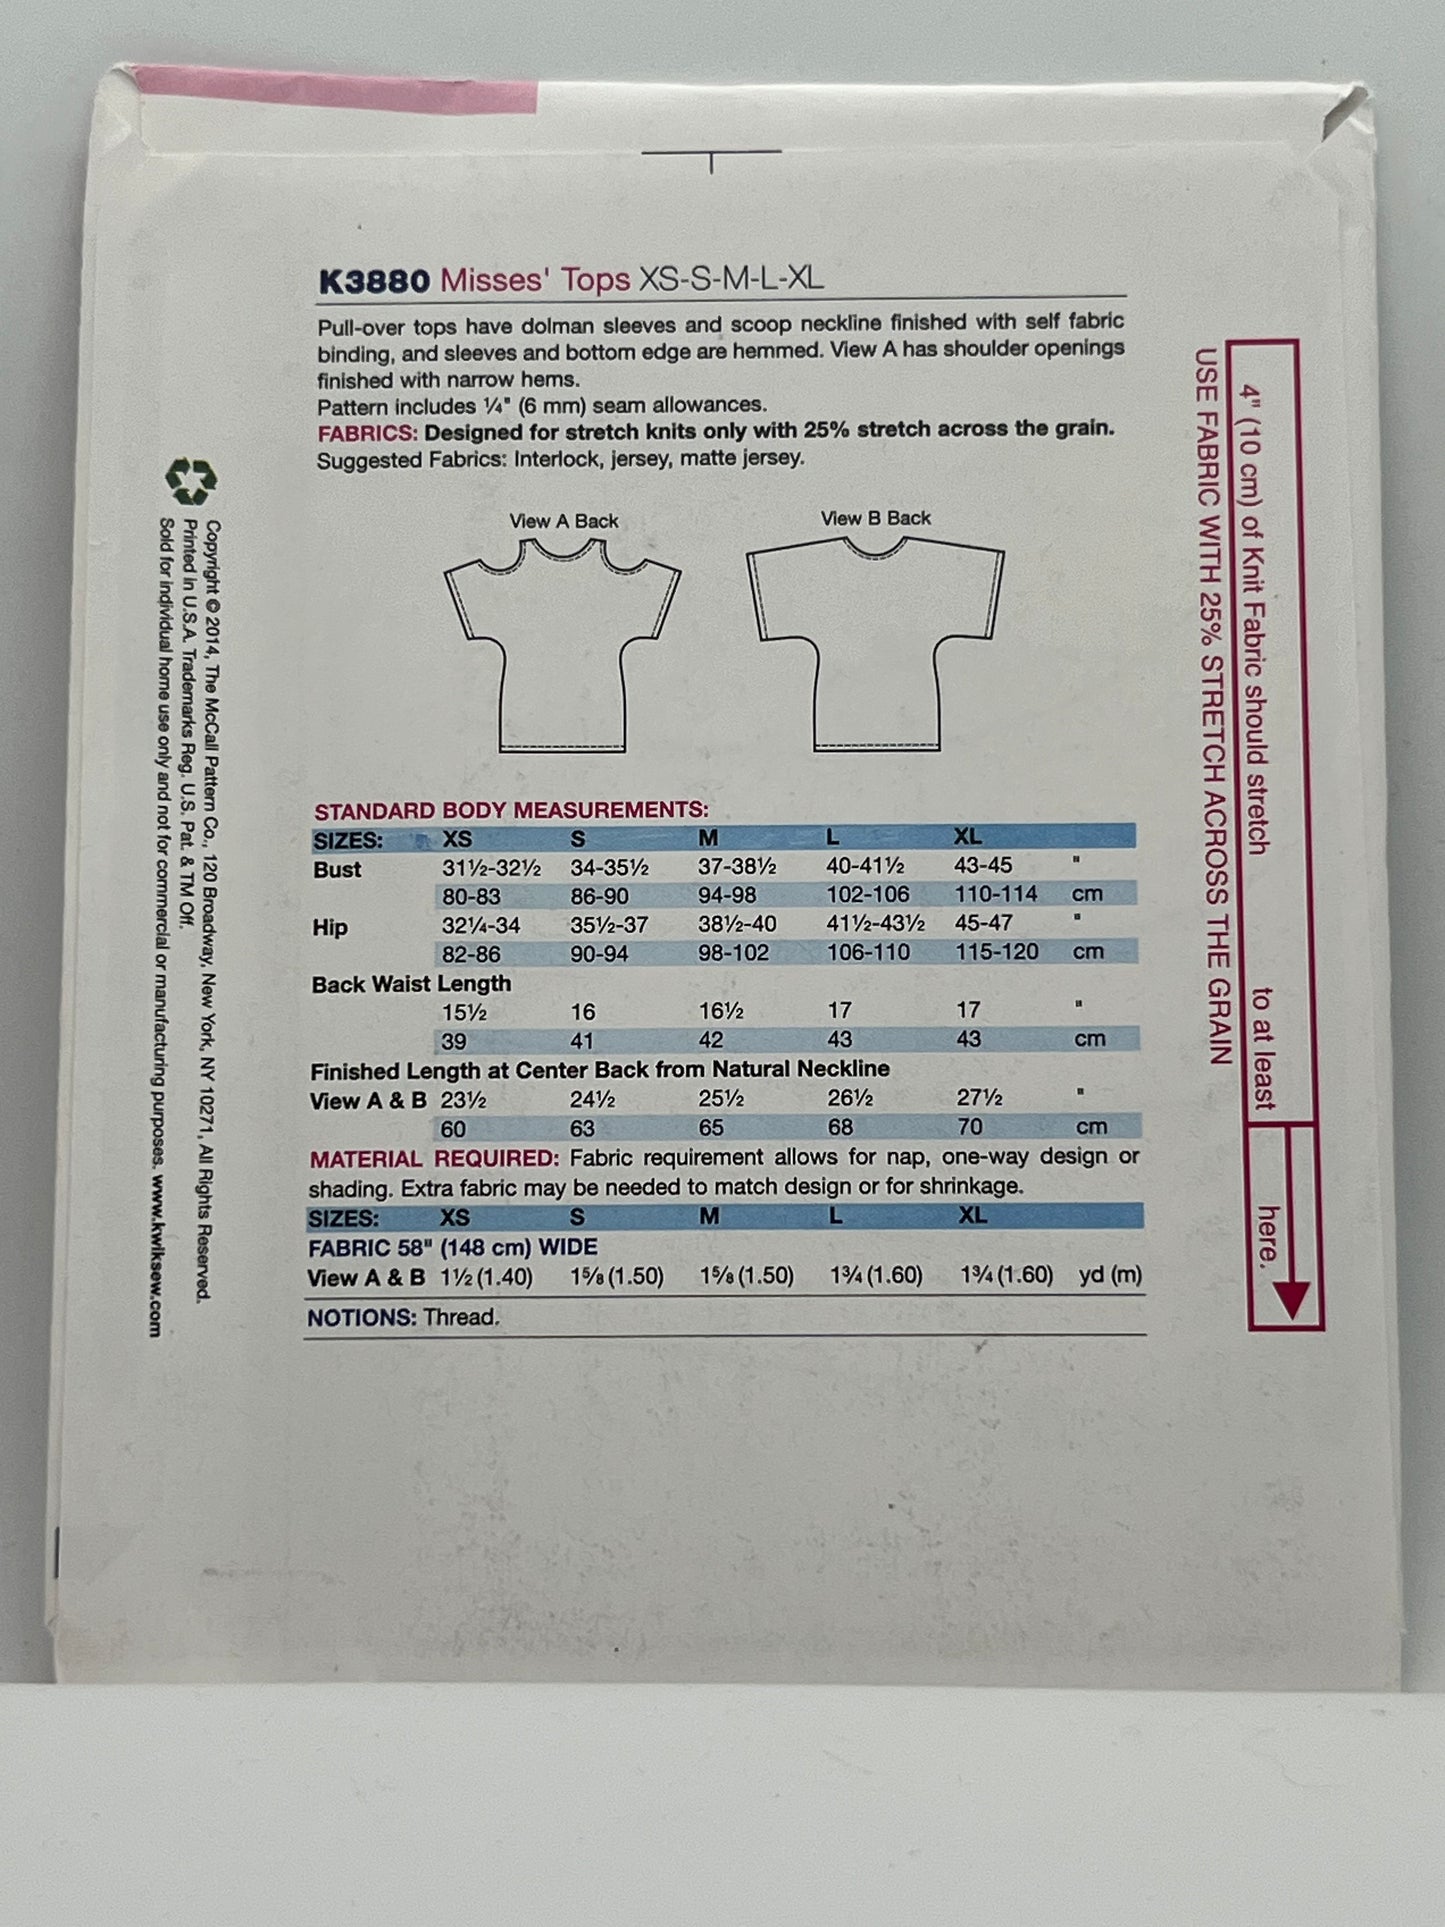 K3880 Misses' Tops XS-S-M-L-XL
Pull-over tops have dolman sleeves and scoop neckline finished with self fabric
binding, and sleeves and bottom edge are hemmed. View A has shoulder openings
finished with narrow hems.
Pattern includes ¼" (6 mm) seam allowances.
FABRICS: Designed for stretch knits only with 25% stretch across the grain.
Suggested Fabrics: Interlock, jersey, matte jersey.
View A Back
View B Back
STANDARD BODY MEASUREMENTS:
SIZES: XS S M L XL
Bust 31½-32½ 34-35½ 37-38½ 40-41½ 43-45 "
80-83 86-90 94-98 102-106 110-114 cm
Hip 32¼-34 35½-37 38½-40 41½-43½ 45-47 "
82-86 90-94 98-102 106-110 115-120 cm
Back Waist Length
15½ 16 16½ 17 17 "
39 41 42 43 43 cm
Finished Length at Center Back from Natural Neckline
View A & B 23½ 24½ 25½ 26½ 27½ "
60 63 65 68 70 cm
MATERIAL REQUIRED: Fabric requirement allows for nap, one-way design or
shading. Extra fabric may be needed to match design or for shrinkage.
SIZES: XS S M L XL
FABRIC 58" (148 cm) WIDE
View A & B 1½ (1.40) 1⅝ (1.50) 1⅝ (1.50) 1¾ (1.60) 1¾ (1.60) yd (m)
NOTIONS: Thread.
4" (10 cm) of Knit Fabric should stretch to at least here.
USE FABRIC WITH 25% STRETCH ACROSS THE GRAIN
Copyright © 2014, The McCall Pattern Co., 120 Broadway, New York, NY 10271, All Rights Reserved.
Printed in U.S.A. Trademarks Reg. U.S. Pat. & TM Off.
Sold for individual home use only and not for commercial or manufacturing purposes. www.kwiksew.com